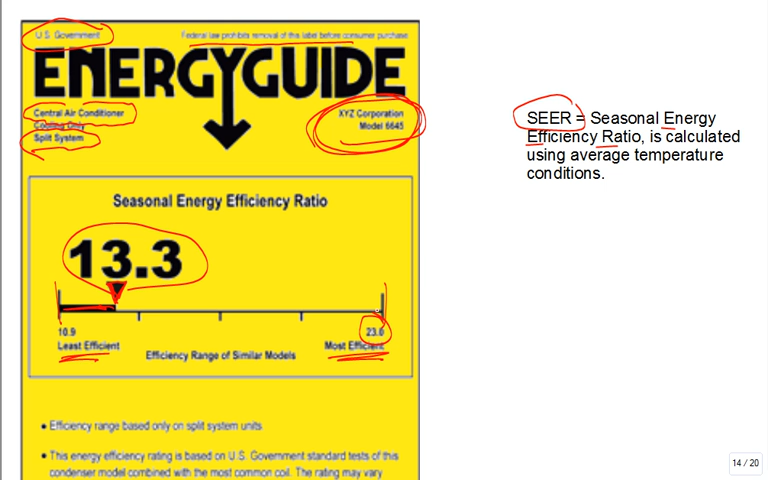 U.S. Government
Federal law prohibits removal of this label before consumer purchase
ENERGYGUIDE
Central Air Conditioner
Cooling Only
Split System
XYZ Corporation
Model 6645
Seasonal Energy Efficiency Ratio
13.3
10.9
Least Efficient
23.0
Most Efficient
Efficiency Range of Similar Models
• Efficiency range based only on split system units
• This energy efficiency rating is based on U.S. Government standard tests of this
condenser model combined with the most common coil. The rating may vary
SEER = Seasonal Energy
Efficiency Ratio, is calculated
using average temperature
conditions.
14 / 20